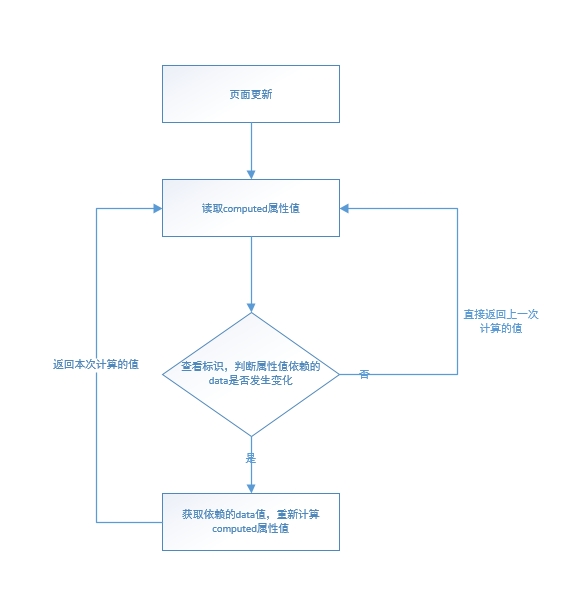 页面更新
读取computed属性值
直接返回上一次
计算的值
返回本次计算的值
查看标识，判断属性值依赖的
data是否发生变化
否
是
获取依赖的data值，重新计算
computed属性值